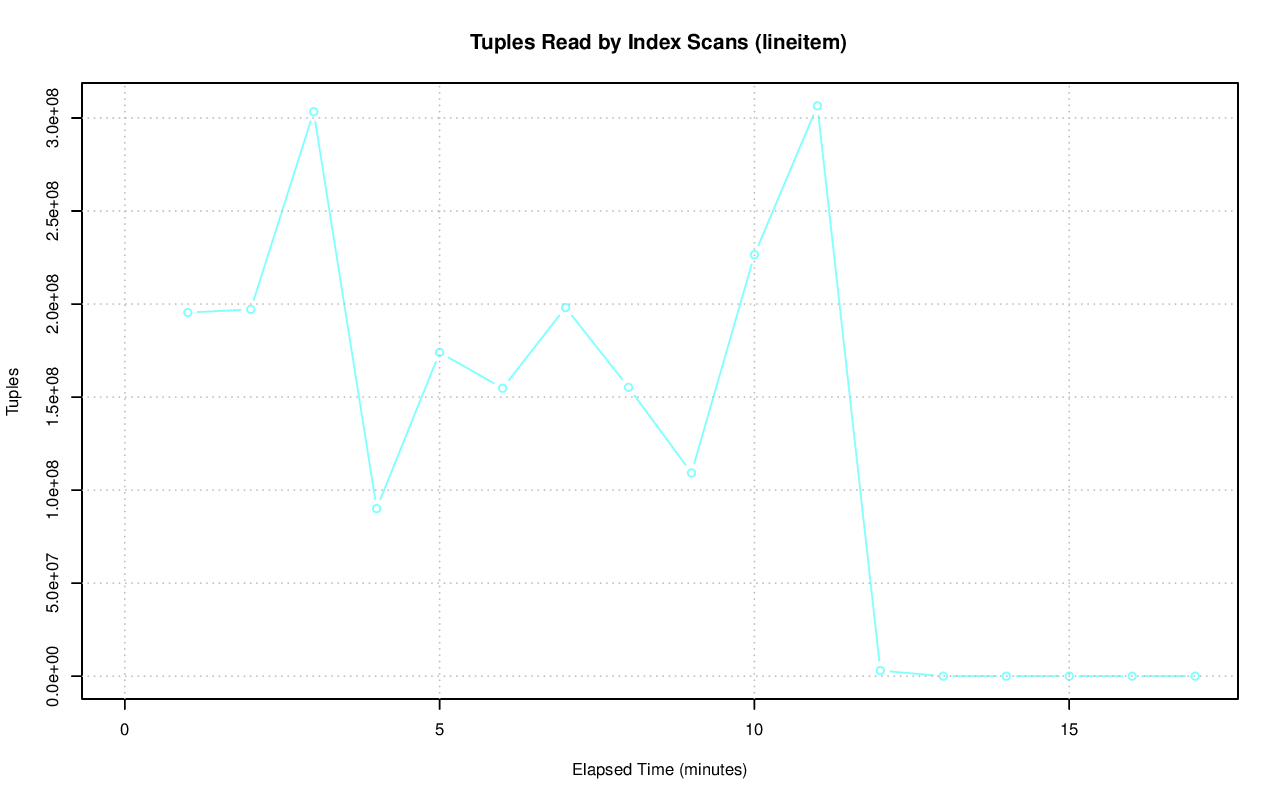 Tuples Read by Index Scans (lineitem)
Tuples
3.0e+08
2.5e+08
2.0e+08
1.5e+08
1.0e+08
5.0e+07
0.0e+00
0 5 10 15
Elapsed Time (minutes)